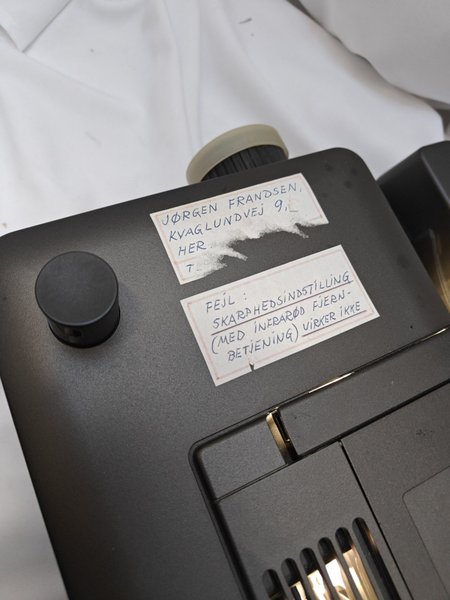 JØRGEN FRANDSEN,
KVAGLUNDVEJ 9,
HER.
T
FEJL:
SKARPHEDSINDSTILLING
(MED INFRARØD FJERN-
BETJENING) VIRKER IKKE